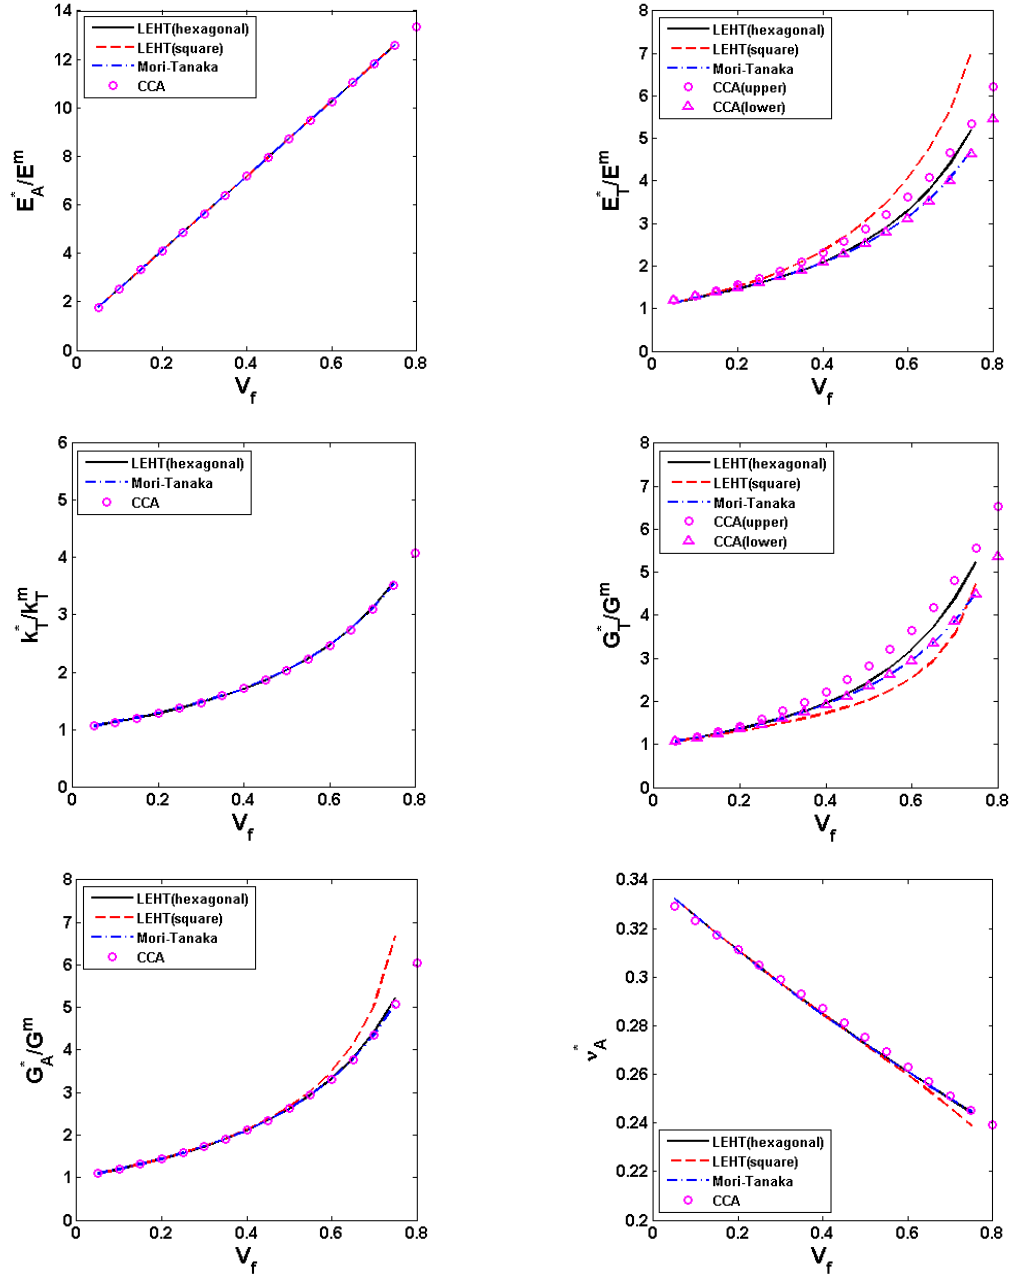 14
12
10
8
6
4
2
0
0
0.2
0.4
0.6
0.8
E*A/Em
Vf
LEHT(hexagonal)
LEHT(square)
Mori-Tanaka
CCA
8
7
6
5
4
3
2
1
0
0
0.2
0.4
0.6
0.8
E*T/Em
Vf
LEHT(hexagonal)
LEHT(square)
Mori-Tanaka
CCA(upper)
CCA(lower)
6
5
4
3
2
1
0
0
0.2
0.4
0.6
0.8
k*T/kmT
Vf
LEHT(hexagonal)
Mori-Tanaka
CCA
8
7
6
5
4
3
2
1
0
0
0.2
0.4
0.6
0.8
G*T/Gm
Vf
LEHT(hexagonal)
LEHT(square)
Mori-Tanaka
CCA(upper)
CCA(lower)
8
7
6
5
4
3
2
1
0
0
0.2
0.4
0.6
0.8
G*A/Gm
Vf
LEHT(hexagonal)
LEHT(square)
Mori-Tanaka
CCA
0.34
0.32
0.3
0.28
0.26
0.24
0.22
0.2
0
0.2
0.4
0.6
0.8
ν*A
Vf
LEHT(hexagonal)
LEHT(square)
Mori-Tanaka
CCA